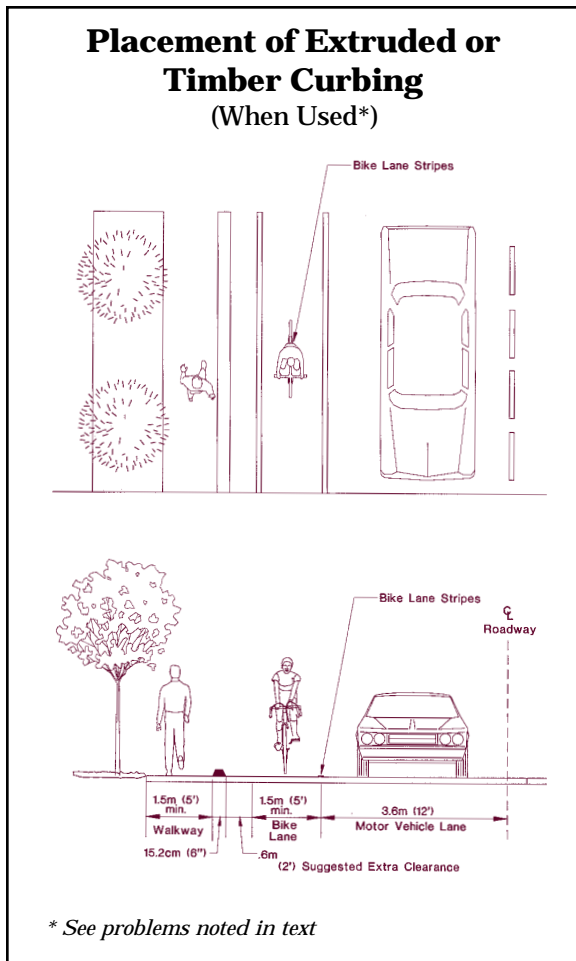 Placement of Extruded or
Timber Curbing
(When Used*)
Bike Lane Stripes
Bike Lane Stripes
℄
Roadway
1.5m (5')
min.
Walkway
1.5m (5')
min.
Bike
Lane
3.6m (12')
Motor Vehicle Lane
15.2cm (6")
.6m
(2') Suggested Extra Clearance
* See problems noted in text